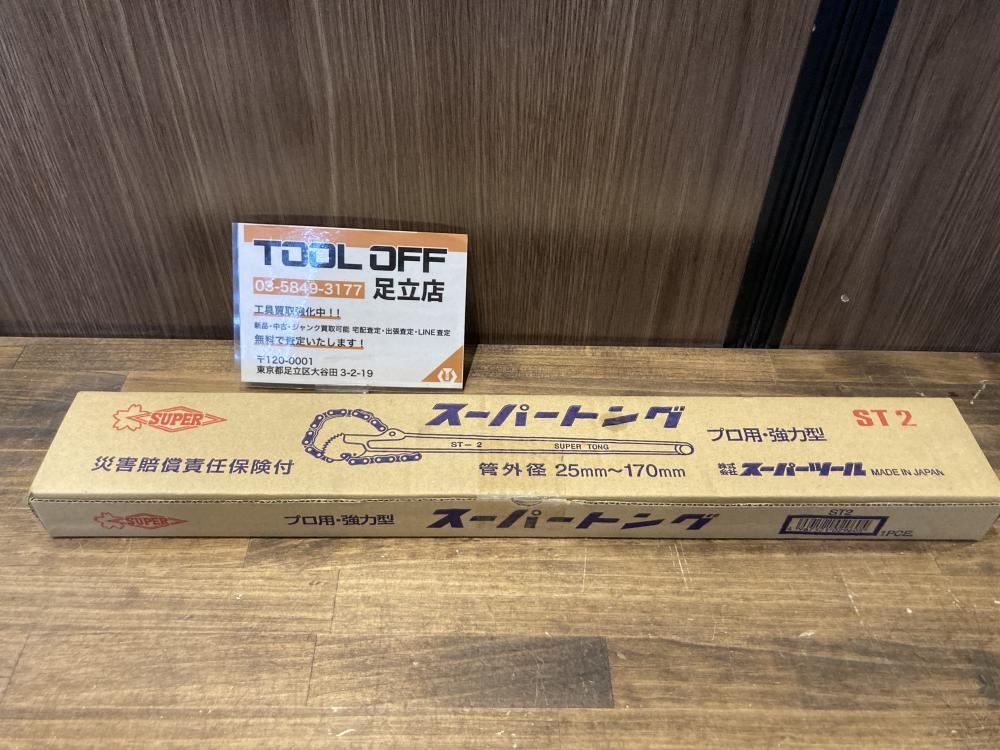 TOOL OFF
03-5849-3177 足立店
工具買取強化中!!
新品・中古・ジャンク買取可能 宅配査定・出張査定・LINE査定
無料で査定いたします!
〒120-0001
東京都足立区大谷田 3-2-19
SUPER
スーパートング
プロ用・強力型
ST 2
ST-2
SUPER TONG
災害賠償責任保険付
管外径 25mm~170mm
株式会社 スーパーツール MADE IN JAPAN
SUPER
プロ用・強力型
スーパートング
ST2
1PCE.